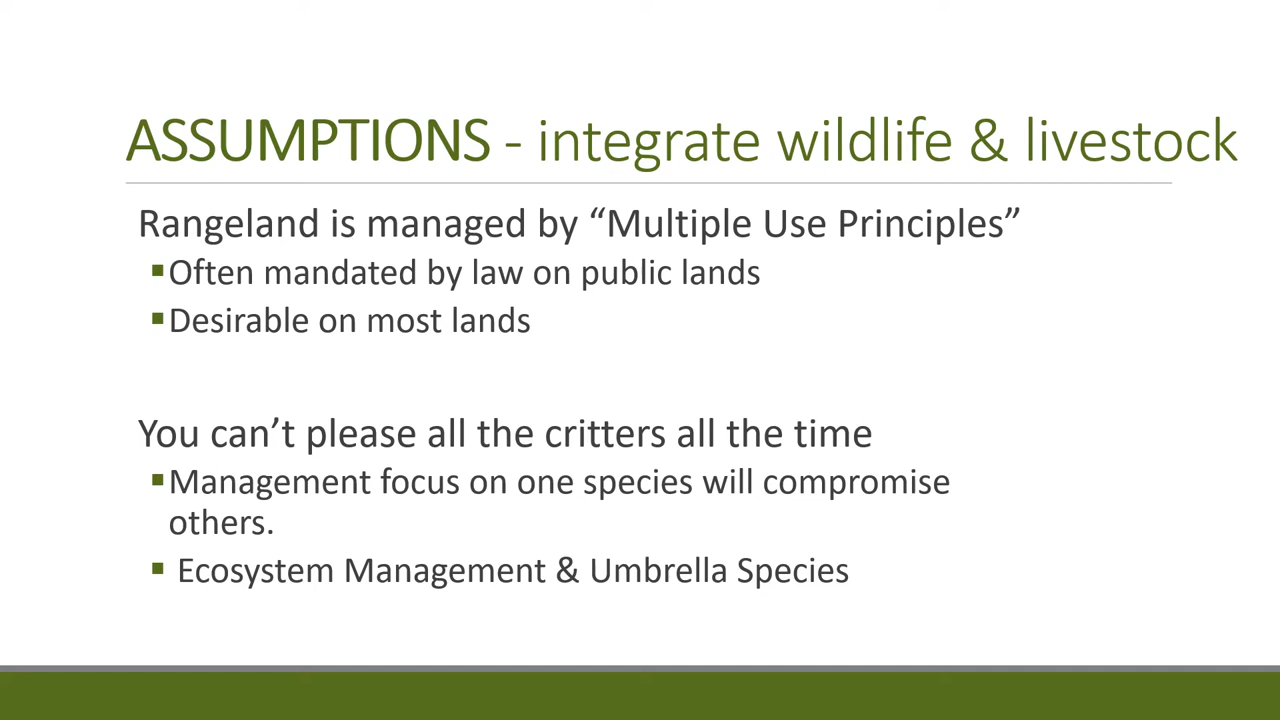 ASSUMPTIONS - integrate wildlife & livestock
Rangeland is managed by “Multiple Use Principles”
▪Often mandated by law on public lands
▪Desirable on most lands
You can’t please all the critters all the time
▪Management focus on one species will compromise
others.
▪ Ecosystem Management & Umbrella Species